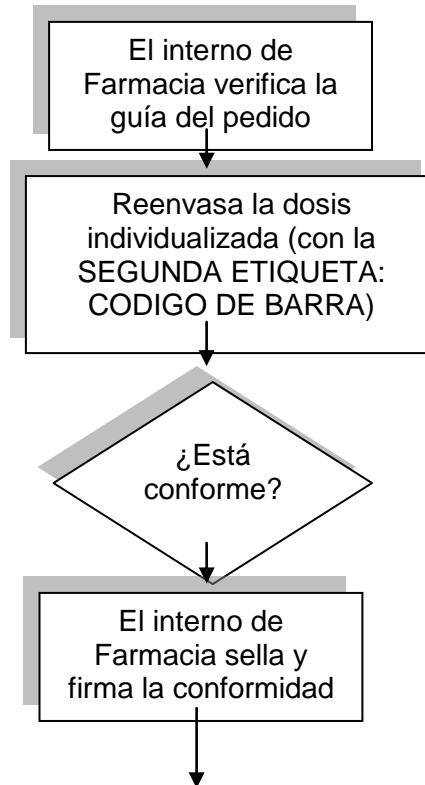 El interno de
Farmacia verifica la
guía del pedido
Reenvasa la dosis
individualizada (con la
SEGUNDA ETIQUETA:
CODIGO DE BARRA)
¿Está
conforme?
El interno de
Farmacia sella y
firma la conformidad